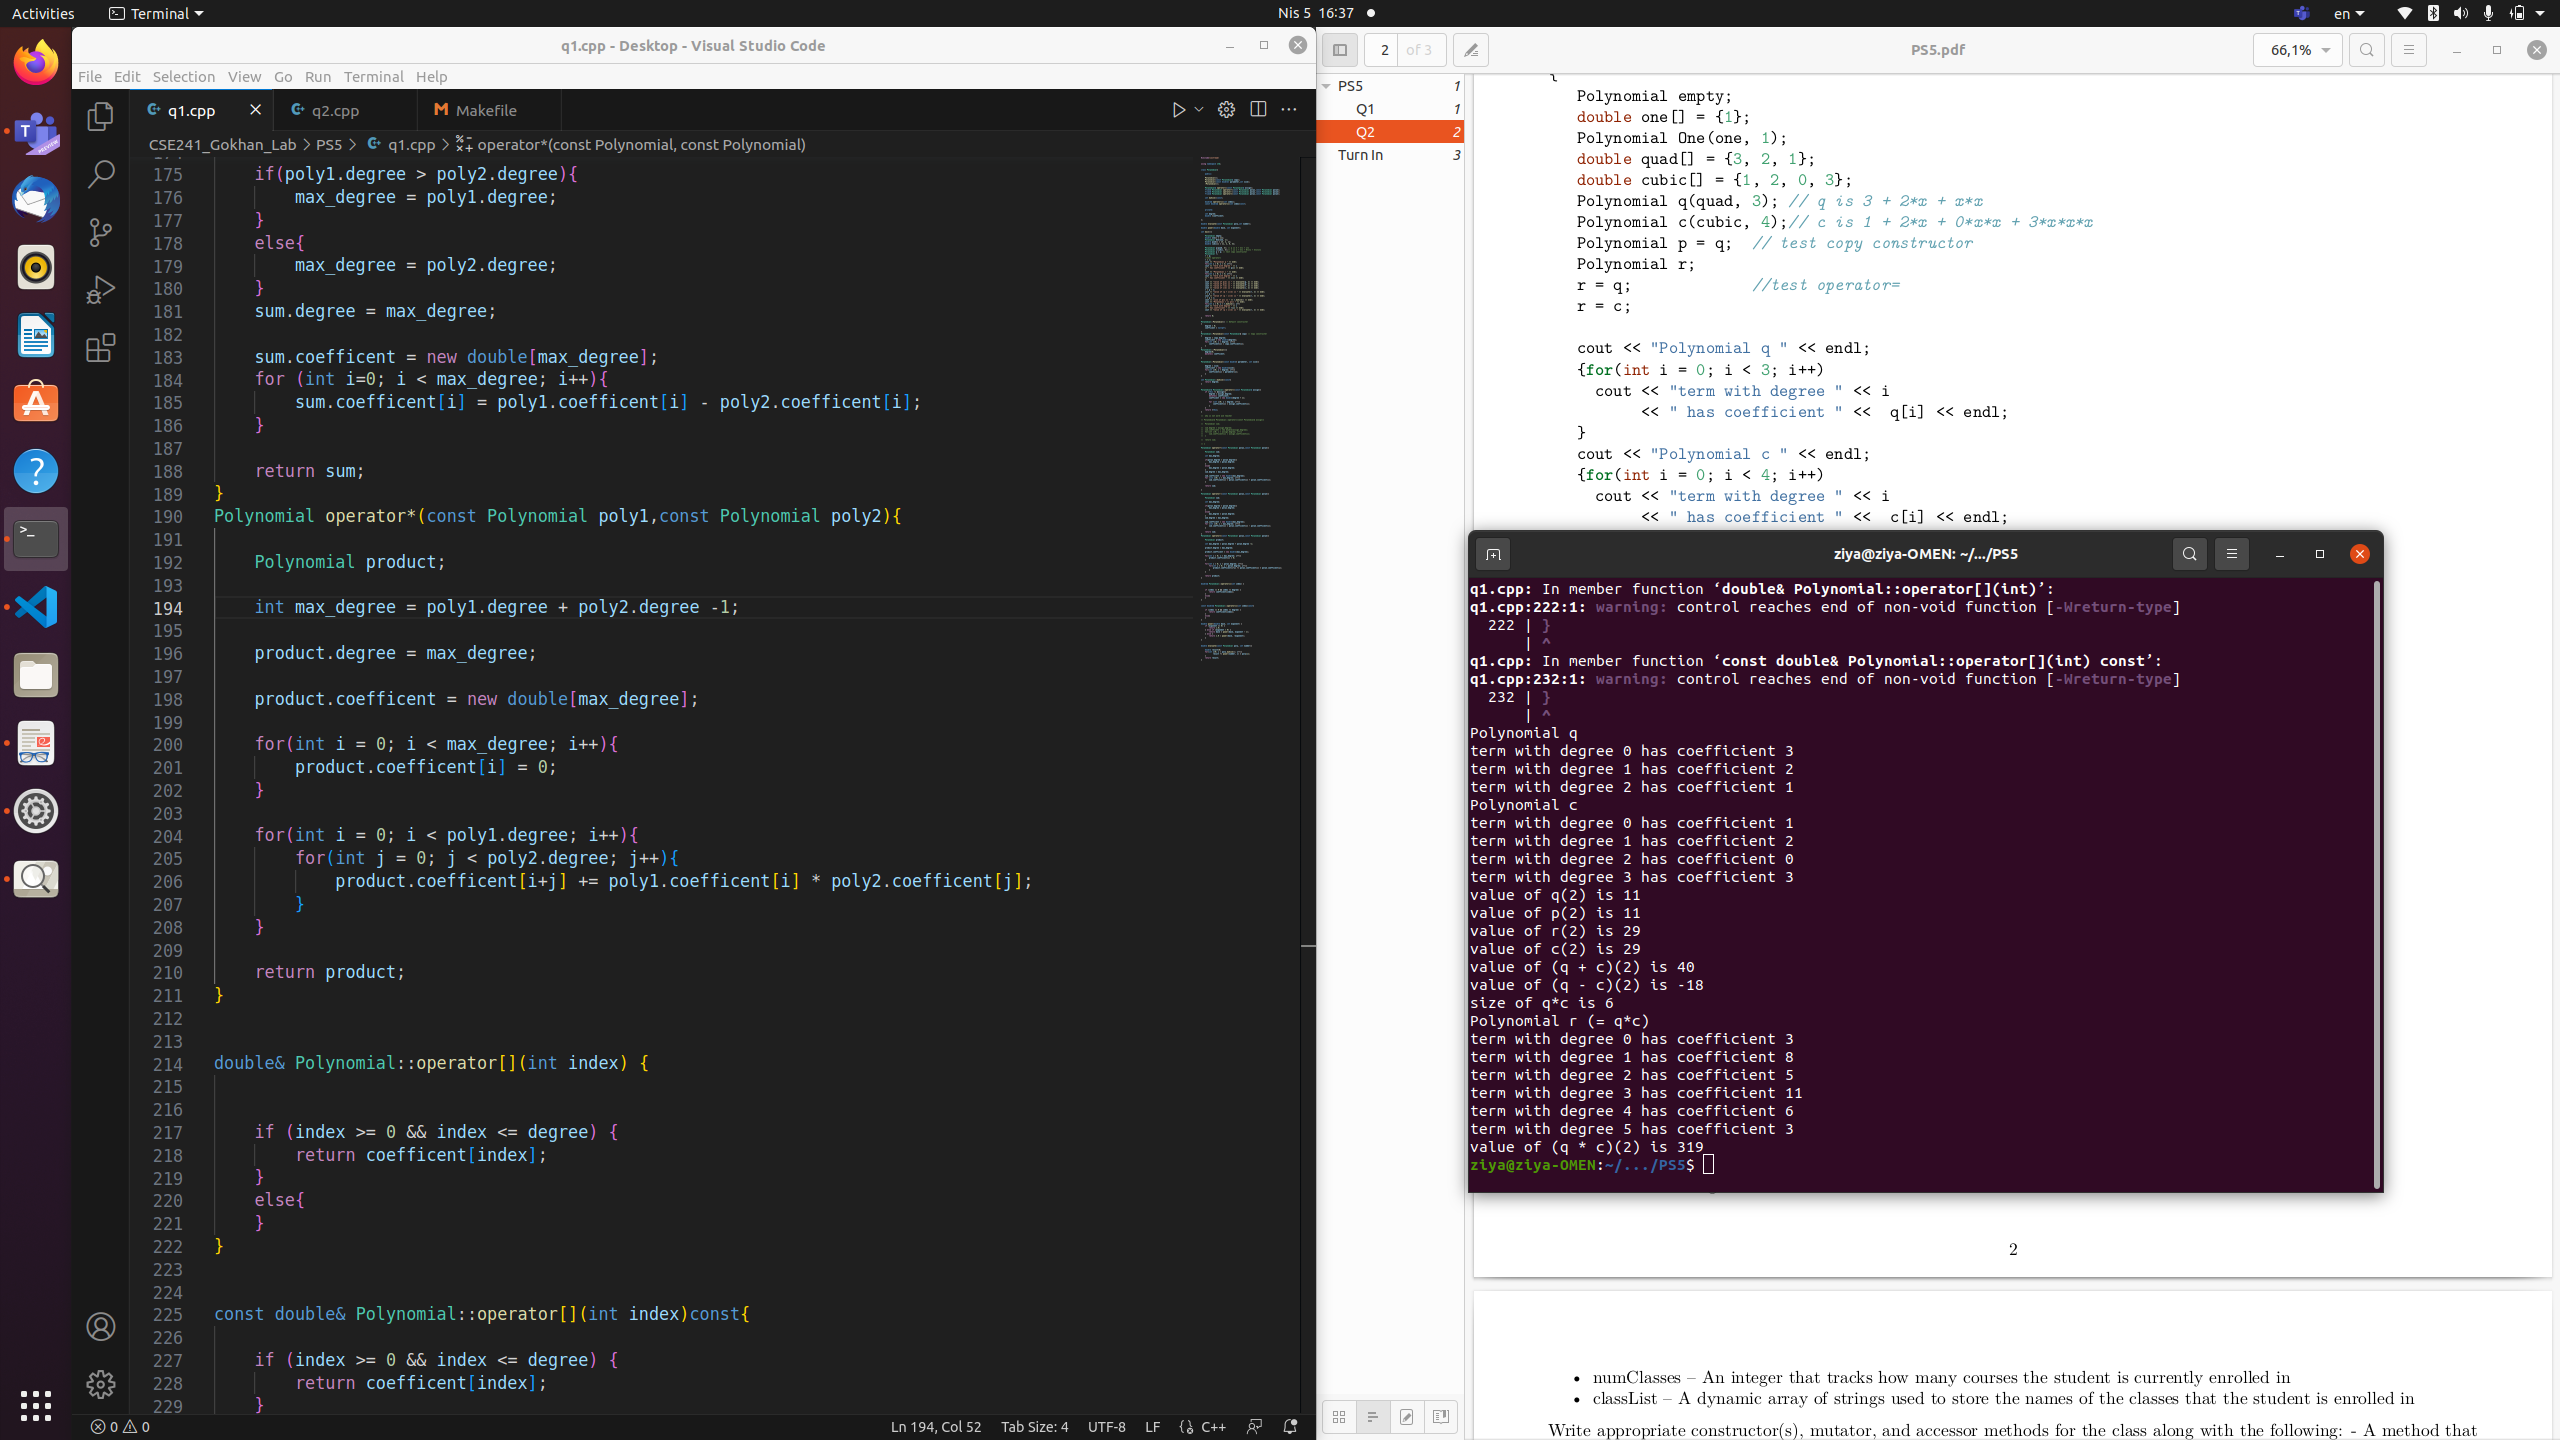 Activities
Terminal
Nis 5 16:37
en
q1.cpp - Desktop - Visual Studio Code
File Edit Selection View Go Run Terminal Help
q1.cpp
q2.cpp
M Makefile
CSE241_Gokhan_Lab > PS5 > q1.cpp > operator*(const Polynomial, const Polynomial)
175 if(poly1.degree > poly2.degree){
176 max_degree = poly1.degree;
177 }
178 else{
179 max_degree = poly2.degree;
180 }
181 sum.degree = max_degree;
182
183 sum.coefficent = new double[max_degree];
184 for (int i=0; i < max_degree; i++){
185 sum.coefficent[i] = poly1.coefficent[i] - poly2.coefficent[i];
186 }
187
188 return sum;
189 }
190 Polynomial operator*(const Polynomial poly1,const Polynomial poly2){
191
192 Polynomial product;
193
194 int max_degree = poly1.degree + poly2.degree -1;
195
196 product.degree = max_degree;
197
198 product.coefficent = new double[max_degree];
199
200 for(int i = 0; i < max_degree; i++){
201 product.coefficent[i] = 0;
202 }
203
204 for(int i = 0; i < poly1.degree; i++){
205 for(int j = 0; j < poly2.degree; j++){
206 product.coefficent[i+j] += poly1.coefficent[i] * poly2.coefficent[j];
207 }
208 }
209
210 return product;
211 }
212
213
214 double& Polynomial::operator[](int index) {
215
216
217 if (index >= 0 && index <= degree) {
218 return coefficent[index];
219 }
220 else{
221 }
222 }
223
224
225 const double& Polynomial::operator[](int index)const{
226
227 if (index >= 0 && index <= degree) {
228 return coefficent[index];
229 }
0 0
Ln 194, Col 52 Tab Size: 4 UTF-8 LF C++
2 of 3
PS5.pdf
66,1%
PS5 1
Q1 1
Q2 2
Turn In 3
{
Polynomial empty;
double one[] = {1};
Polynomial One(one, 1);
double quad[] = {3, 2, 1};
double cubic[] = {1, 2, 0, 3};
Polynomial q(quad, 3); // q is 3 + 2*x + x*x
Polynomial c(cubic, 4);// c is 1 + 2*x + 0*x*x + 3*x*x*x
Polynomial p = q; // test copy constructor
Polynomial r;
r = q; //test operator=
r = c;
cout << "Polynomial q " << endl;
{for(int i = 0; i < 3; i++)
cout << "term with degree " << i
<< " has coefficient " << q[i] << endl;
}
cout << "Polynomial c " << endl;
{for(int i = 0; i < 4; i++)
cout << "term with degree " << i
<< " has coefficient " << c[i] << endl;
ziya@ziya-OMEN: ~/.../PS5
q1.cpp: In member function ‘double& Polynomial::operator[](int)’:
q1.cpp:222:1: warning: control reaches end of non-void function [-Wreturn-type]
222 | }
| ^
q1.cpp: In member function ‘const double& Polynomial::operator[](int) const’:
q1.cpp:232:1: warning: control reaches end of non-void function [-Wreturn-type]
232 | }
| ^
Polynomial q
term with degree 0 has coefficient 3
term with degree 1 has coefficient 2
term with degree 2 has coefficient 1
Polynomial c
term with degree 0 has coefficient 1
term with degree 1 has coefficient 2
term with degree 2 has coefficient 0
term with degree 3 has coefficient 3
value of q(2) is 11
value of p(2) is 11
value of r(2) is 29
value of c(2) is 29
value of (q + c)(2) is 40
value of (q - c)(2) is -18
size of q*c is 6
Polynomial r (= q*c)
term with degree 0 has coefficient 3
term with degree 1 has coefficient 8
term with degree 2 has coefficient 5
term with degree 3 has coefficient 11
term with degree 4 has coefficient 6
term with degree 5 has coefficient 3
value of (q * c)(2) is 319
ziya@ziya-OMEN:~/.../PS5$
2
• numClasses – An integer that tracks how many courses the student is currently enrolled in
• classList – A dynamic array of strings used to store the names of the classes that the student is enrolled in
Write appropriate constructor(s), mutator, and accessor methods for the class along with the following: - A method that